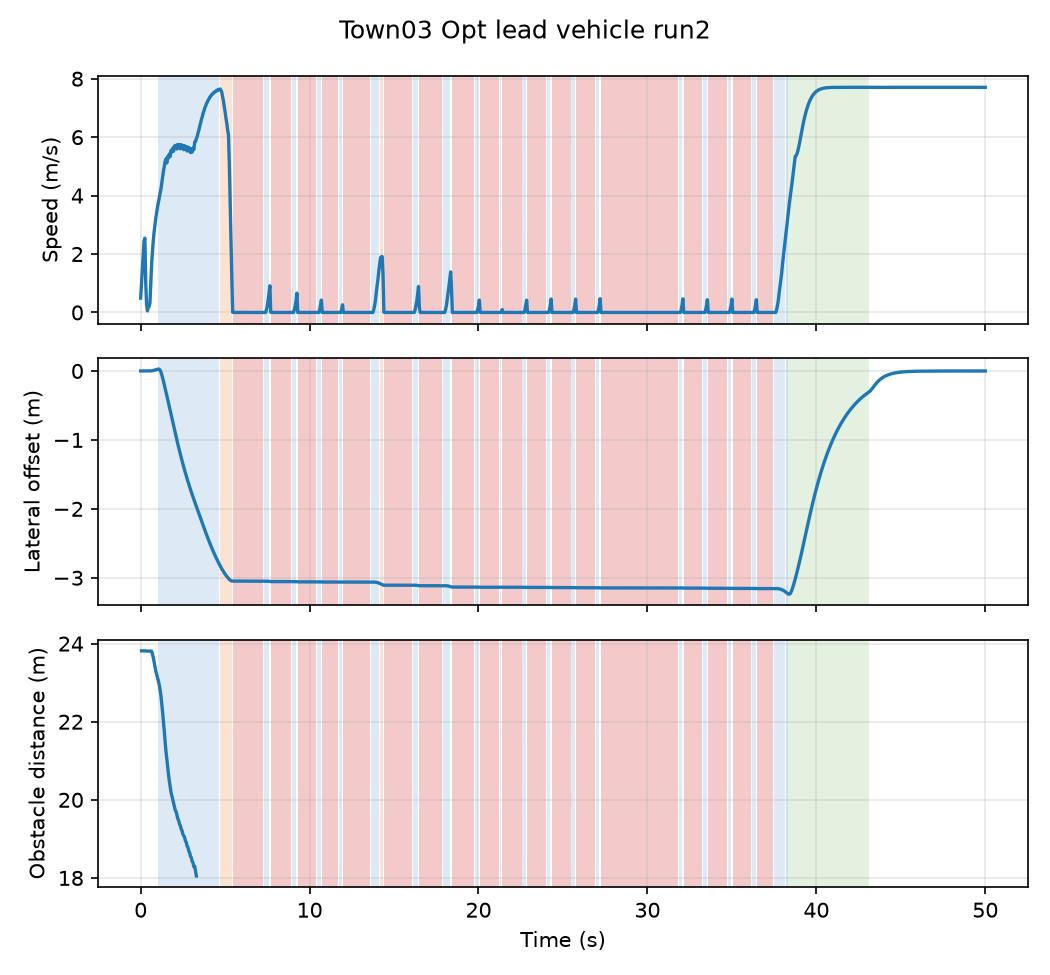 Town03 Opt lead vehicle run2
Speed (m/s)
8
6
4
2
0
Lateral offset (m)
0
−1
−2
−3
Obstacle distance (m)
24
22
20
18
0 10 20 30 40 50
Time (s)